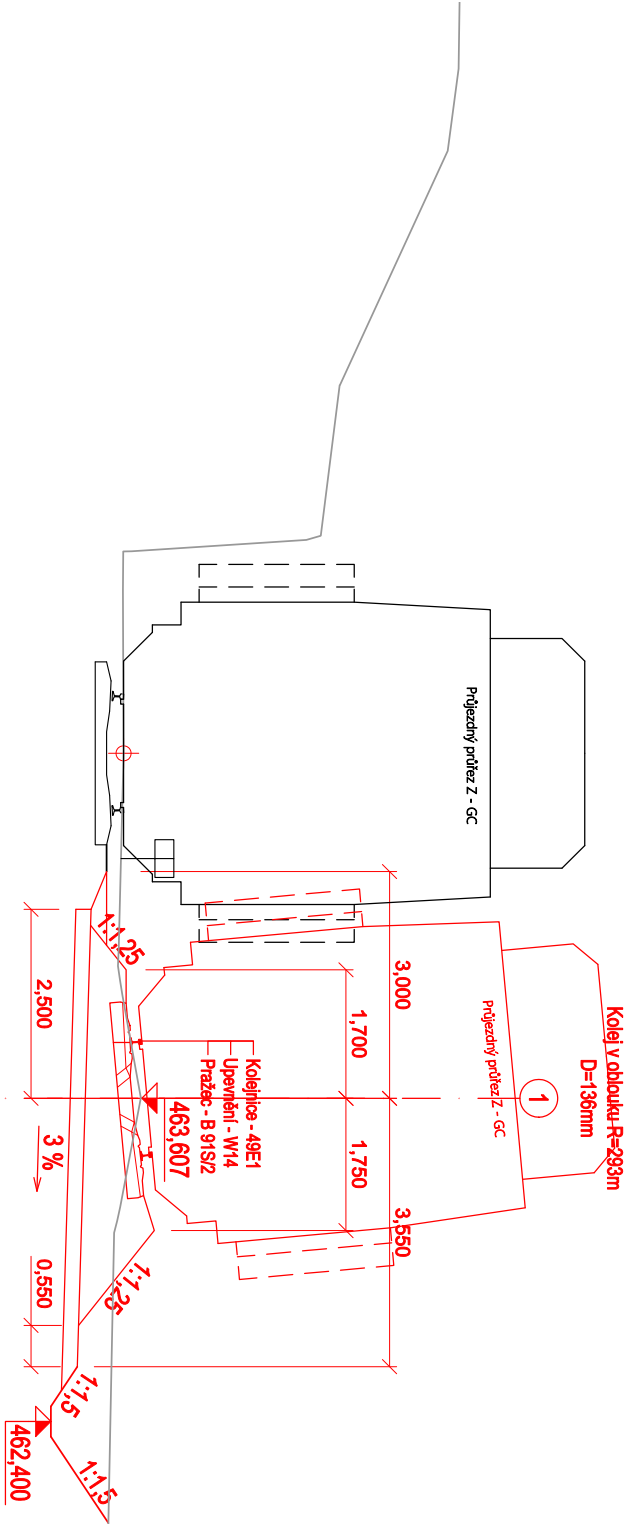 Kolej v oblouku R=293m
D=136mm
1
Průjezdný průřez Z - GC
Průjezdný průřez Z - GC
3,000
3,550
1,700
1,750
Kolejnice - 49E1
Upevnění - W14
Pražec - B 91S/2
463,607
1:1,25
1:1,25
2,500
3 %
0,550
1:1,5
1:1,5
462,400